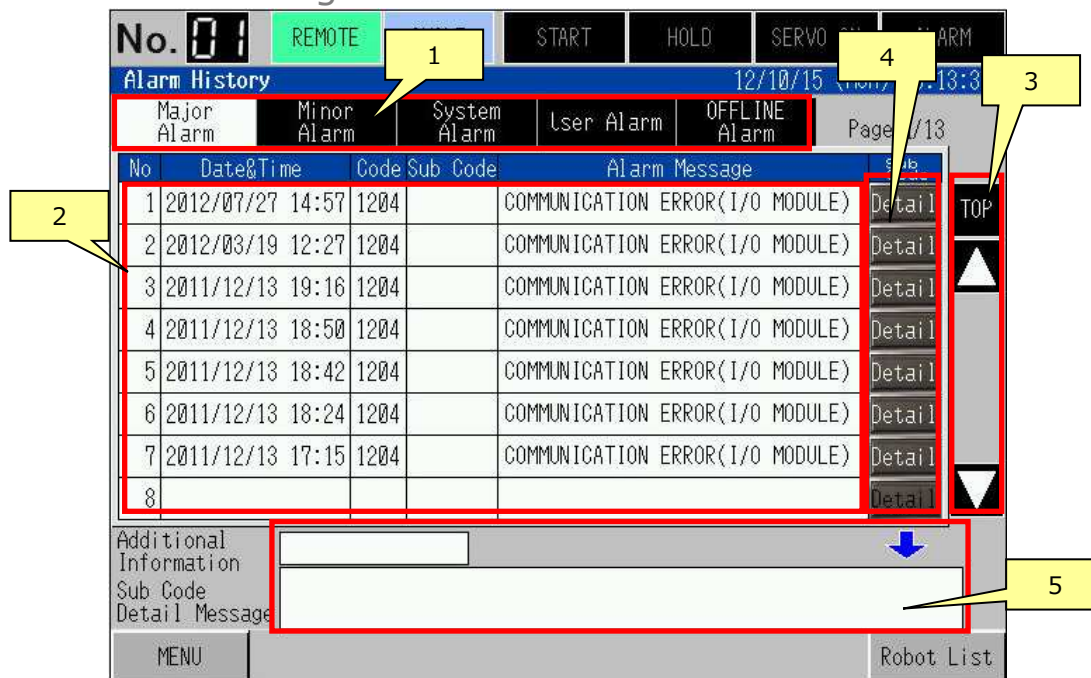 No. 01 REMOTE START HOLD SERVO ALARM
1
4
3
Alarm History 12/10/15
Major Alarm Minor Alarm System Alarm User Alarm OFFLINE Alarm Page 1/13
No Date&Time Code Sub Code Alarm Message Sub
2
1 2012/07/27 14:57 1204 COMMUNICATION ERROR(I/O MODULE) Detail TOP
2 2012/03/19 12:27 1204 COMMUNICATION ERROR(I/O MODULE) Detail
3 2011/12/13 19:16 1204 COMMUNICATION ERROR(I/O MODULE) Detail
4 2011/12/13 18:50 1204 COMMUNICATION ERROR(I/O MODULE) Detail
5 2011/12/13 18:42 1204 COMMUNICATION ERROR(I/O MODULE) Detail
6 2011/12/13 18:24 1204 COMMUNICATION ERROR(I/O MODULE) Detail
7 2011/12/13 17:15 1204 COMMUNICATION ERROR(I/O MODULE) Detail
8 Detail
Additional
Information
Sub Code
Detail Message
5
MENU Robot List